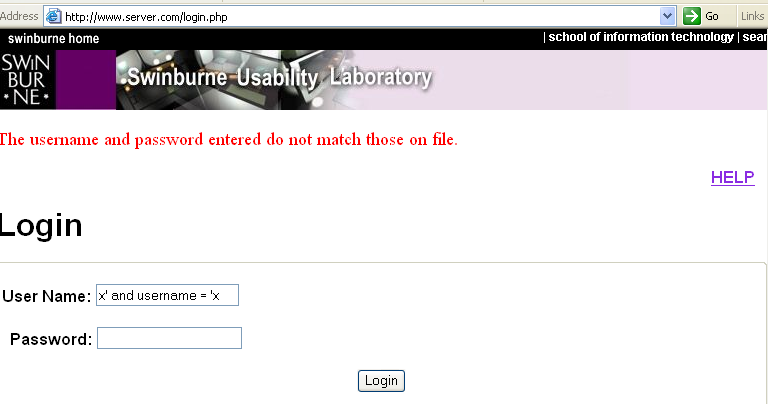 Address http://www.server.com/login.php Go Links
swinburne home | school of information technology | sear
SWIN
BUR
* NE *
Swinburne Usability Laboratory
The username and password entered do not match those on file.
HELP
Login
User Name: x' and username = 'x
Password:
Login